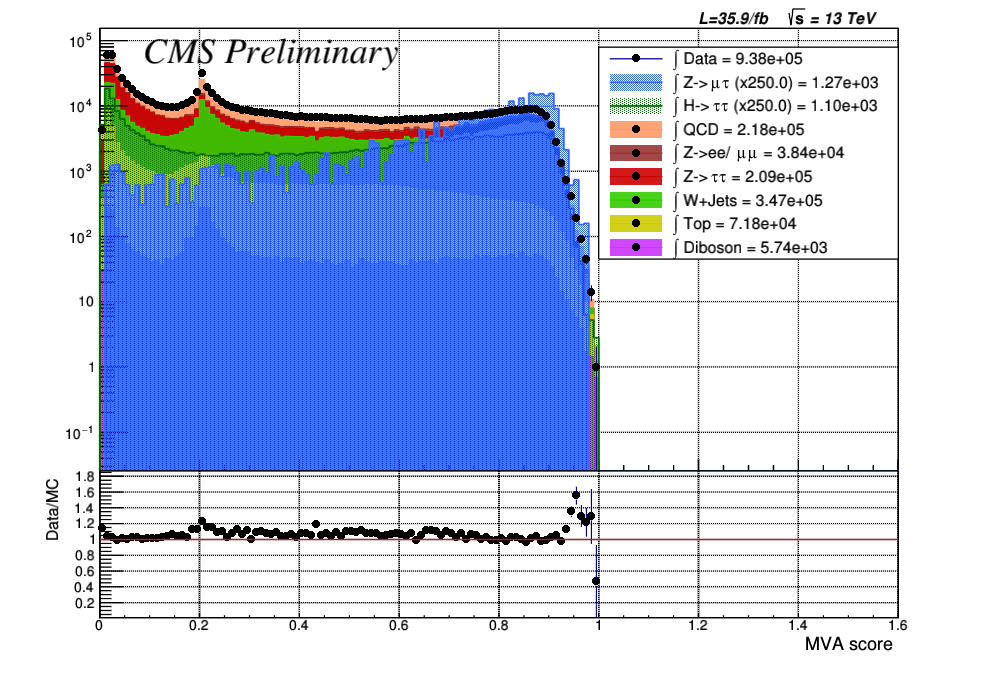 L=35.9/fb √s = 13 TeV
CMS Preliminary
10⁵
10⁴
10³
10²
10
1
10⁻¹
∫ Data = 9.38e+05
∫ Z->μτ (x250.0) = 1.27e+03
∫ H->ττ (x250.0) = 1.10e+03
∫ QCD = 2.18e+05
∫ Z->ee/ μμ = 3.84e+04
∫ Z->ττ = 2.09e+05
∫ W+Jets = 3.47e+05
∫ Top = 7.18e+04
∫ Diboson = 5.74e+03
Data/MC
1.8
1.6
1.4
1.2
1
0.8
0.6
0.4
0.2
0 0.2 0.4 0.6 0.8 1 1.2 1.4 1.6
MVA score